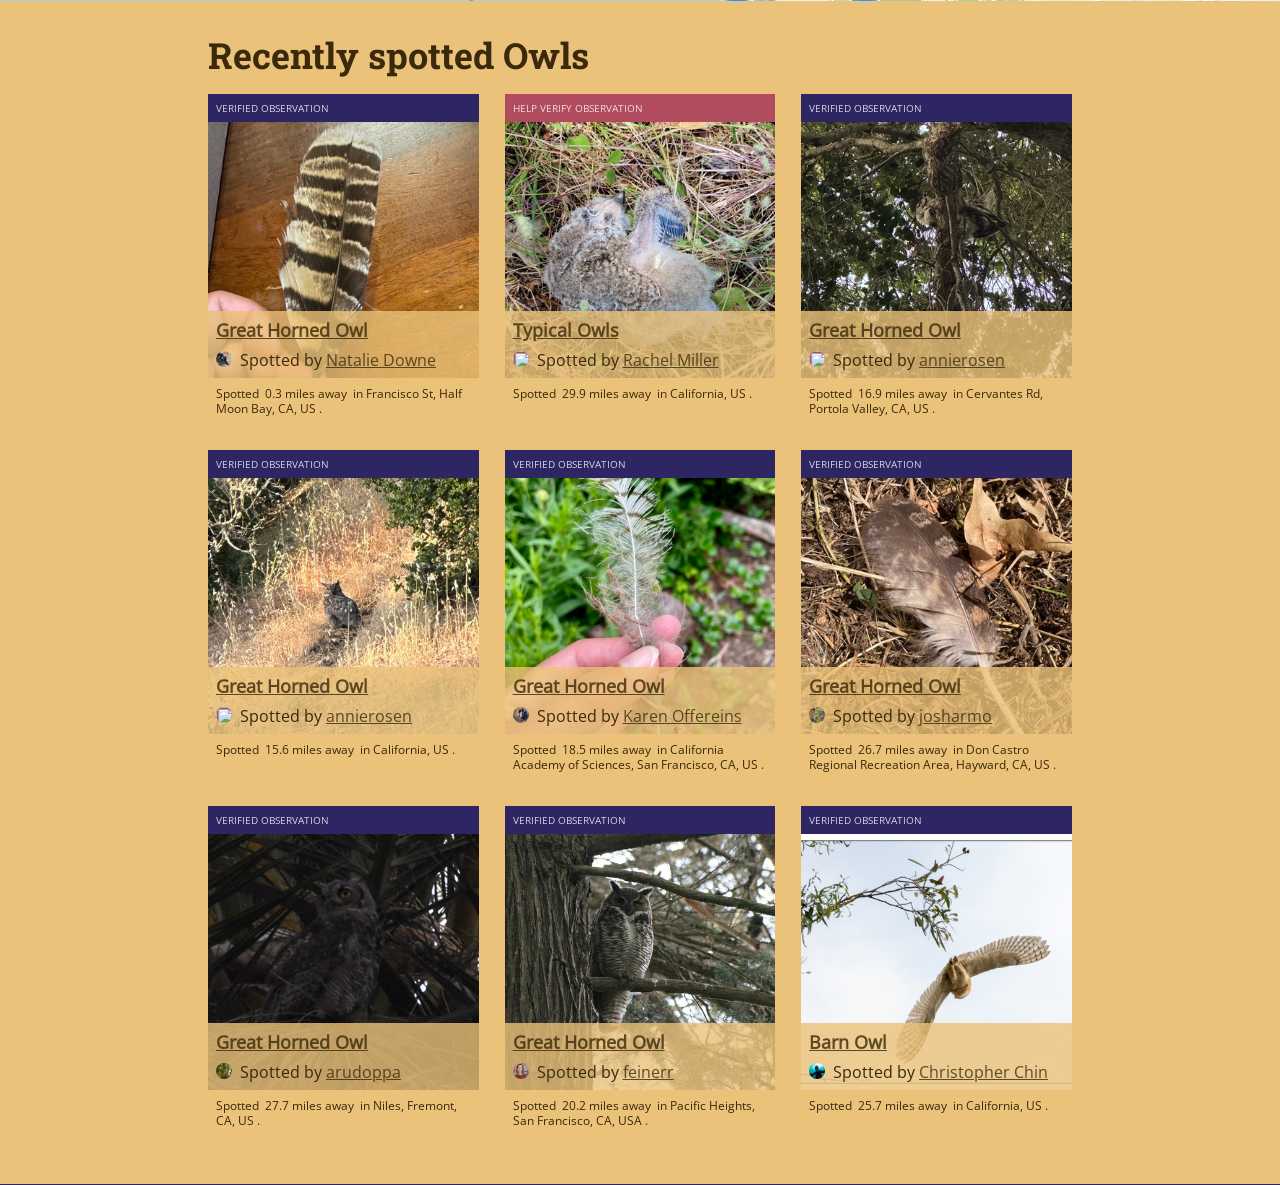 Recently spotted Owls
VERIFIED OBSERVATION
Great Horned Owl
Spotted by Natalie Downe
Spotted 0.3 miles away in Francisco St, Half
Moon Bay, CA, US .
HELP VERIFY OBSERVATION
Typical Owls
Spotted by Rachel Miller
Spotted 29.9 miles away in California, US .
VERIFIED OBSERVATION
Great Horned Owl
Spotted by annierosen
Spotted 16.9 miles away in Cervantes Rd,
Portola Valley, CA, US .
VERIFIED OBSERVATION
Great Horned Owl
Spotted by annierosen
Spotted 15.6 miles away in California, US .
VERIFIED OBSERVATION
Great Horned Owl
Spotted by Karen Offereins
Spotted 18.5 miles away in California
Academy of Sciences, San Francisco, CA, US .
VERIFIED OBSERVATION
Great Horned Owl
Spotted by josharmo
Spotted 26.7 miles away in Don Castro
Regional Recreation Area, Hayward, CA, US .
VERIFIED OBSERVATION
Great Horned Owl
Spotted by arudoppa
Spotted 27.7 miles away in Niles, Fremont,
CA, US .
VERIFIED OBSERVATION
Great Horned Owl
Spotted by feinerr
Spotted 20.2 miles away in Pacific Heights,
San Francisco, CA, USA .
VERIFIED OBSERVATION
Barn Owl
Spotted by Christopher Chin
Spotted 25.7 miles away in California, US .